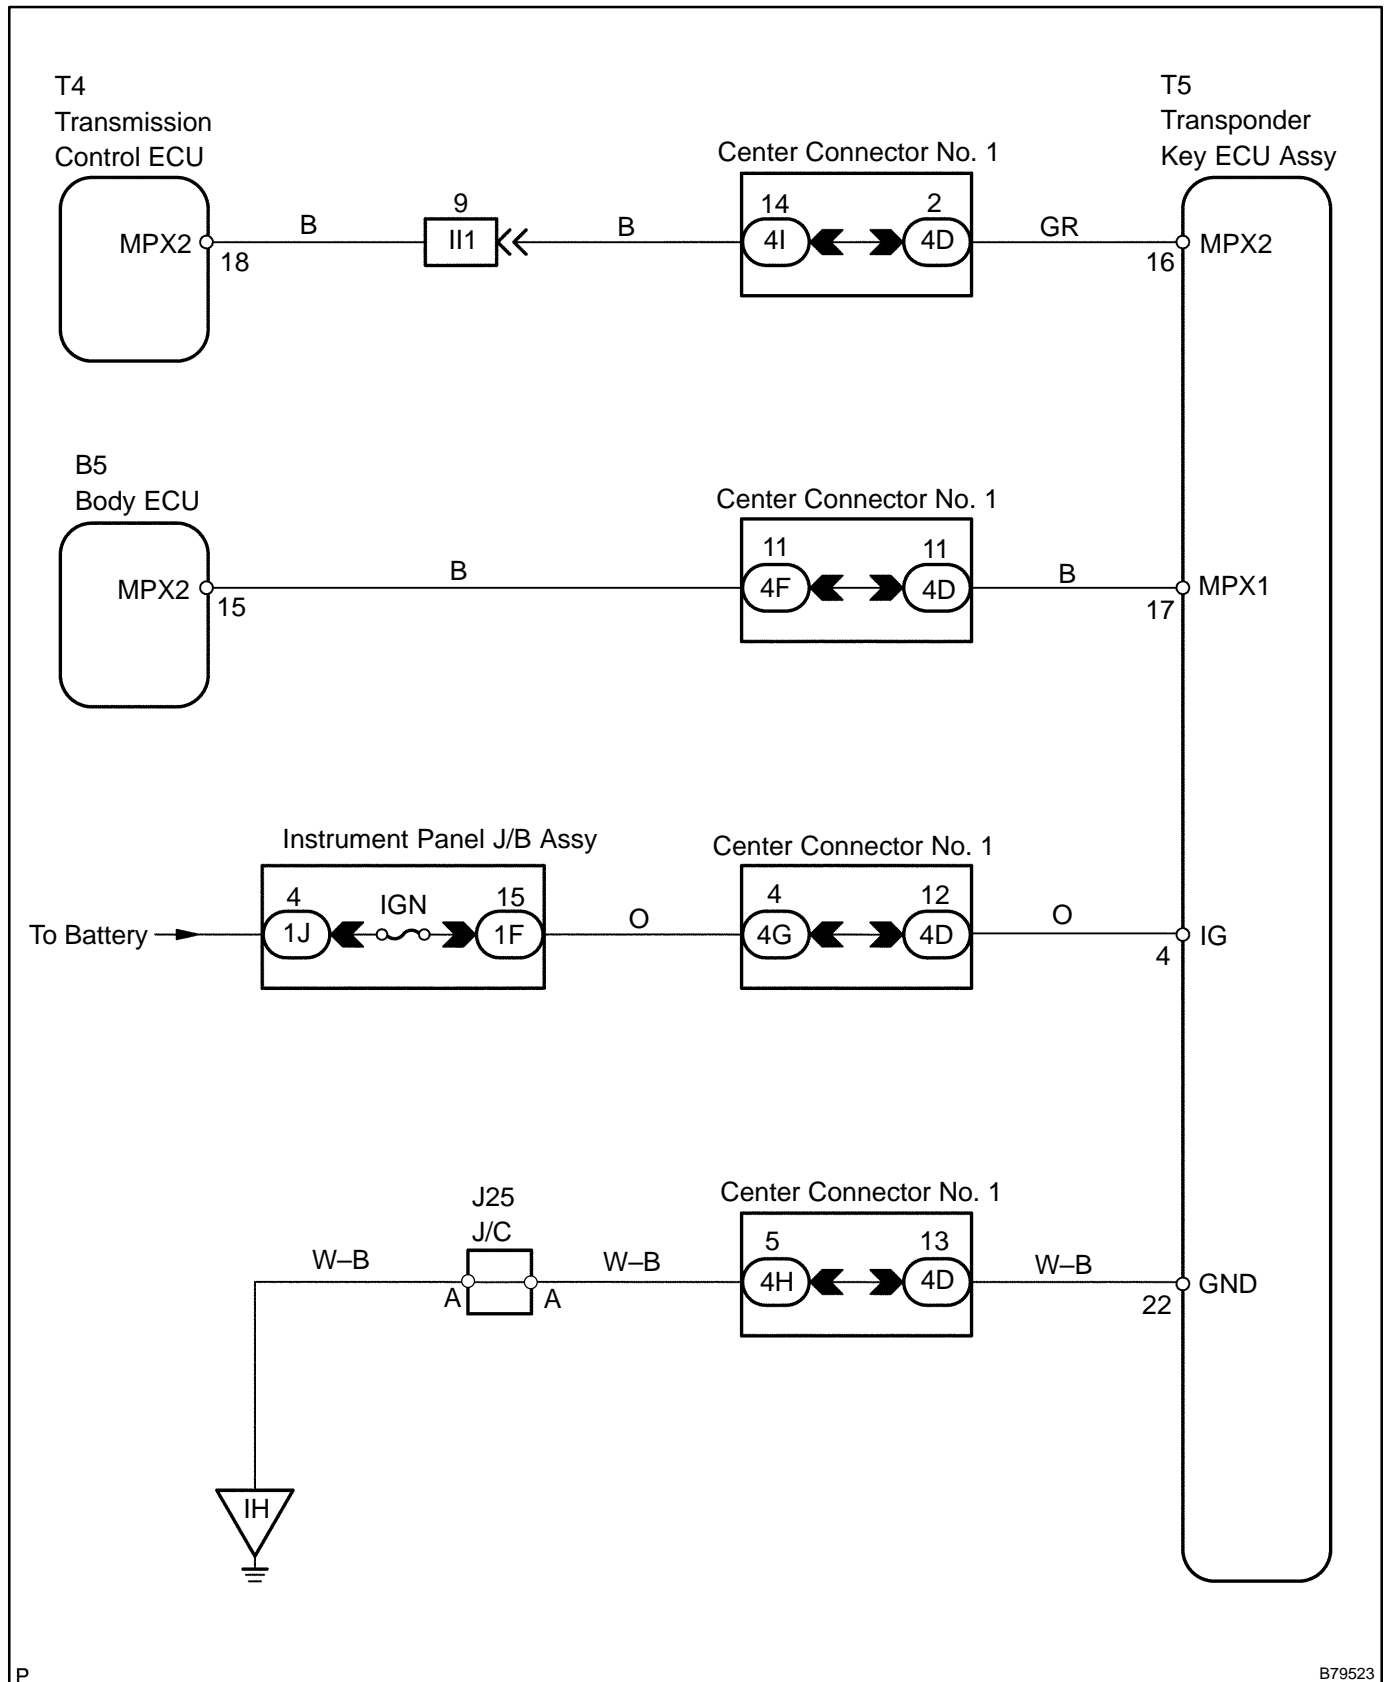 T4
Transmission
Control ECU
T5
Transponder
Key ECU Assy
Center Connector No. 1
MPX2
18
B
9
II1
B
14
4I
2
4D
GR
16
MPX2
B5
Body ECU
Center Connector No. 1
MPX2
15
B
11
4F
11
4D
B
17
MPX1
Instrument Panel J/B Assy
Center Connector No. 1
To Battery
4
1J
IGN
15
1F
O
4
4G
12
4D
O
4
IG
J25
J/C
Center Connector No. 1
W–B
A
A
W–B
5
4H
13
4D
W–B
22
GND
IH
P
B79523